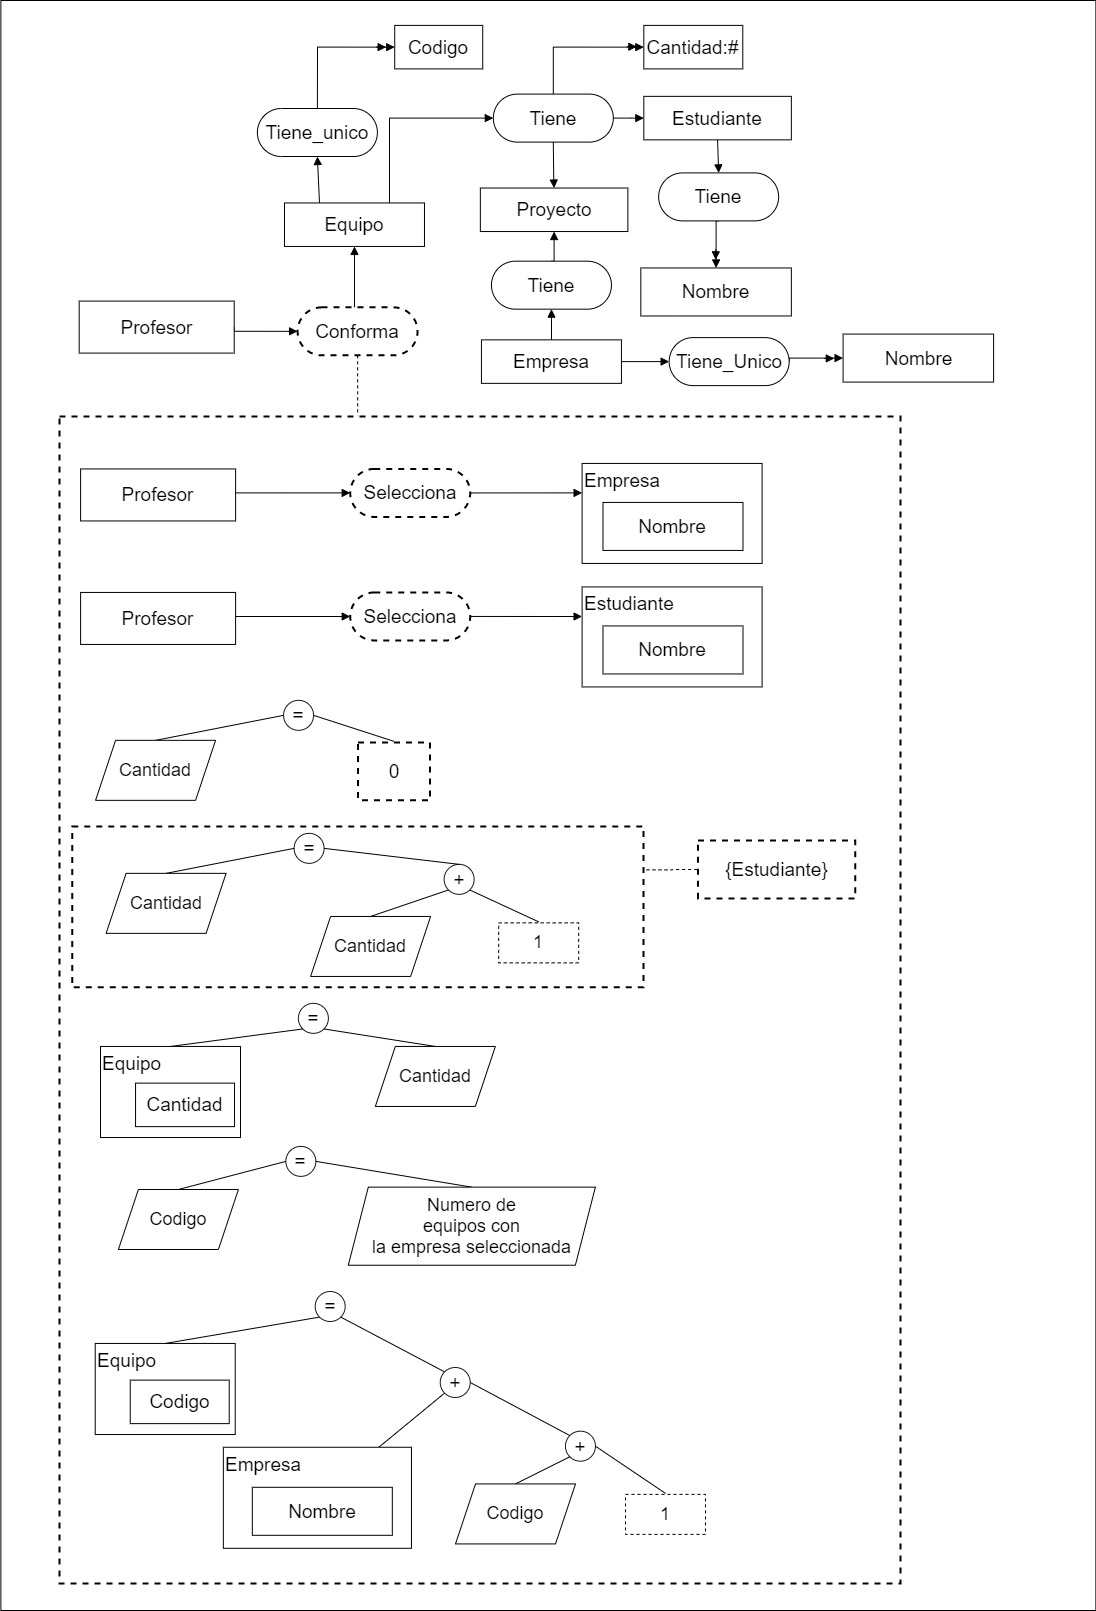 Codigo
Cantidad:#
Tiene_unico
Tiene
Estudiante
Tiene
Equipo
Proyecto
Tiene
Nombre
Profesor
Conforma
Empresa
Tiene_Unico
Nombre
Profesor
Selecciona
Empresa
Nombre
Profesor
Selecciona
Estudiante
Nombre
=
Cantidad
0
=
Cantidad
+
Cantidad
1
{Estudiante}
=
Equipo
Cantidad
Cantidad
=
Codigo
Numero de
equipos con
la empresa seleccionada
=
Equipo
Codigo
+
Empresa
Nombre
+
Codigo
1